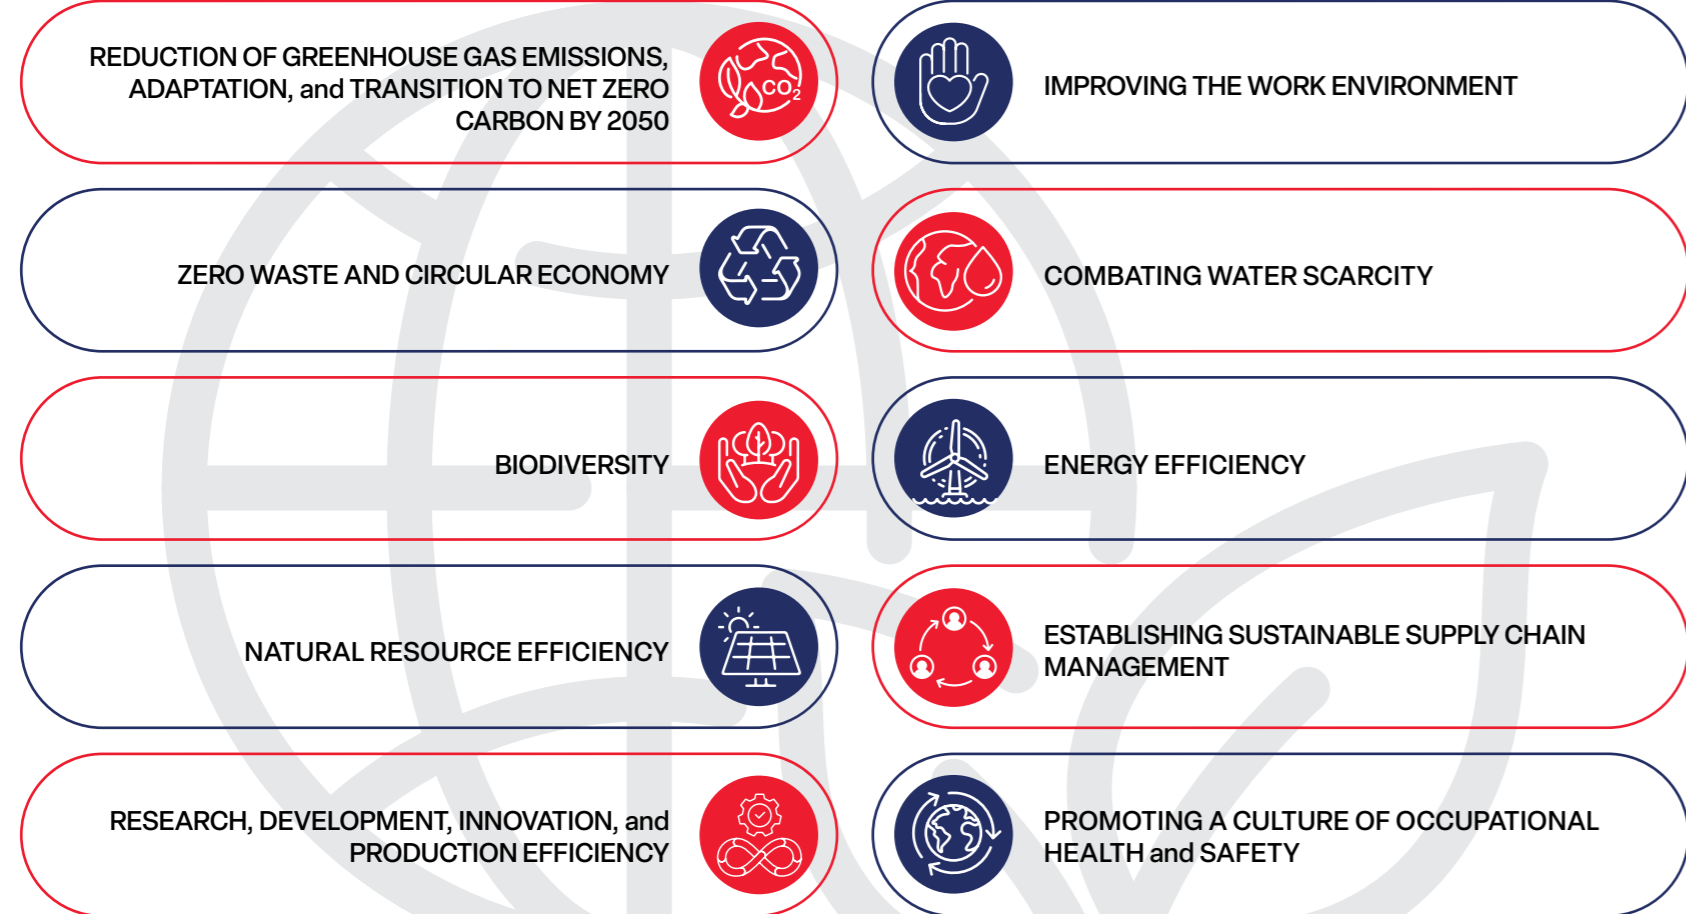 REDUCTION OF GREENHOUSE GAS EMISSIONS,
ADAPTATION, and TRANSITION TO NET ZERO
CARBON BY 2050
CO2
IMPROVING THE WORK ENVIRONMENT
ZERO WASTE AND CIRCULAR ECONOMY
COMBATING WATER SCARCITY
BIODIVERSITY
ENERGY EFFICIENCY
NATURAL RESOURCE EFFICIENCY
ESTABLISHING SUSTAINABLE SUPPLY CHAIN
MANAGEMENT
RESEARCH, DEVELOPMENT, INNOVATION, and
PRODUCTION EFFICIENCY
PROMOTING A CULTURE OF OCCUPATIONAL
HEALTH and SAFETY